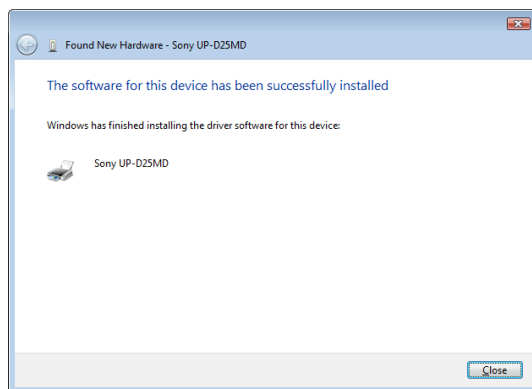 Found New Hardware - Sony UP-D25MD
The software for this device has been successfully installed
Windows has finished installing the driver software for this device:
Sony UP-D25MD
Close